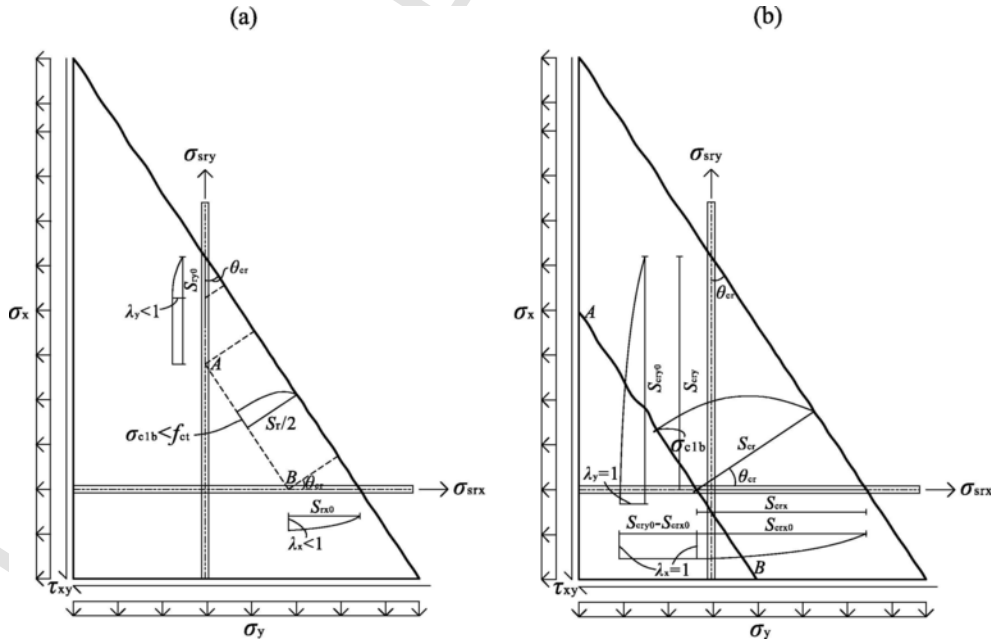 (a)
(b)
σsry
σsry
Sry0
θcr
λy<1
θcr
σx
σx
A
A
Scry0
Scry
σc1b<fct
Sr/2
σc1b
Scr
B
θcr
λy=1
θcr
σsrx
σsrx
Srx0
Scrx
λx<1
Scry0-Scrx0
Scrx0
λx=1
B
τxy
τxy
σy
σy